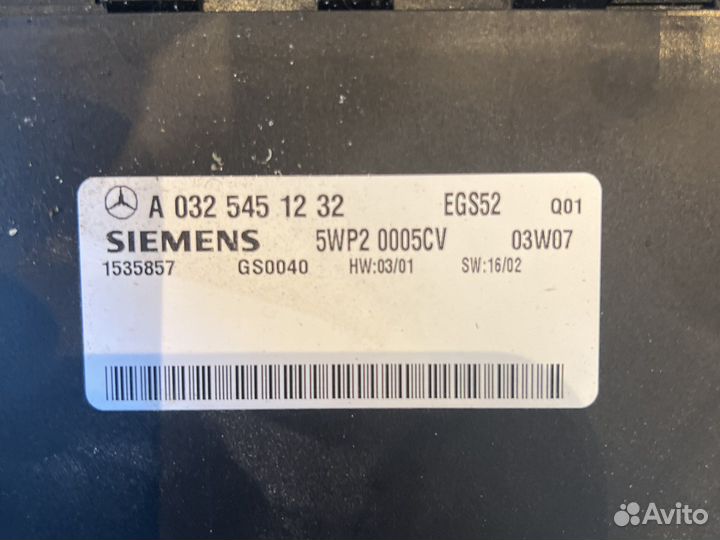 A 032 545 12 32 EGS52 Q01
SIEMENS 5WP2 0005CV 03W07
1535857 GS0040 HW:03/01 SW:16/02
Avito